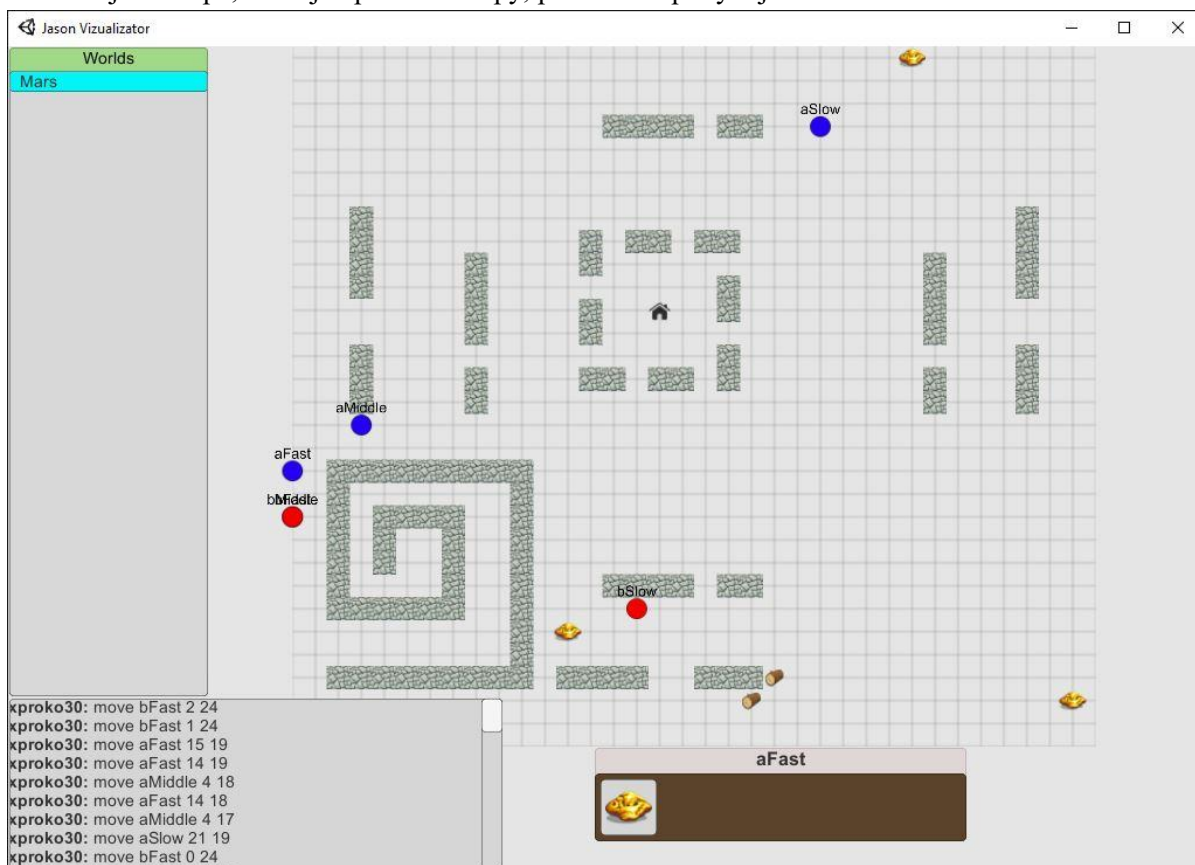 Jason Vizualizator
Worlds
Mars
aSlow
aMiddle
aFast
bSlow
xproko30: move bFast 2 24
xproko30: move bFast 1 24
xproko30: move aFast 15 19
xproko30: move aFast 14 19
xproko30: move aMiddle 4 18
xproko30: move aFast 14 18
xproko30: move aMiddle 4 17
xproko30: move aSlow 21 19
xproko30: move bFast 0 24
aFast